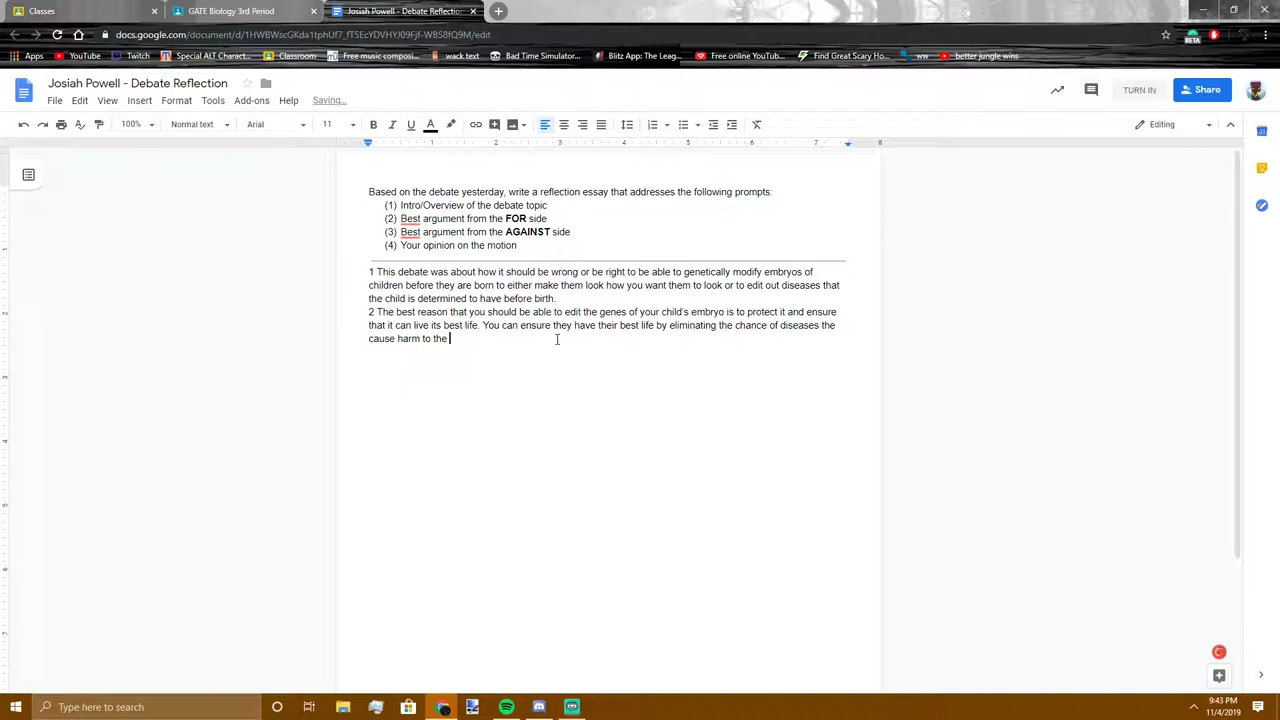 Classes
GATE Biology 3rd Period
Josiah Powell - Debate Reflection
docs.google.com/document/d/
/edit
Apps YouTube Twitch Special ALT Charact... Classroom Free music composi... wack text Bad Time Simulator... Blitz App: The Leag... Free online YouTub... Find Great Scary Ho... ww better jungle wins
Josiah Powell - Debate Reflection
TURN IN
Share
File Edit View Insert Format Tools Add-ons Help Saving...
100% Normal text Arial 11 B I U A Editing
1 2 3 4 5 6 7 8
Based on the debate yesterday, write a reflection essay that addresses the following prompts:
(1) Intro/Overview of the debate topic
(2) Best argument from the FOR side
(3) Best argument from the AGAINST side
(4) Your opinion on the motion
1 This debate was about how it should be wrong or be right to be able to genetically modify embryos of
children before they are born to either make them look how you want them to look or to edit out diseases that
the child is determined to have before birth.
2 The best reason that you should be able to edit the genes of your child's embryo is to protect it and ensure
that it can live its best life. You can ensure they have their best life by eliminating the chance of diseases the
cause harm to the
Type here to search
9:43 PM
11/4/2019